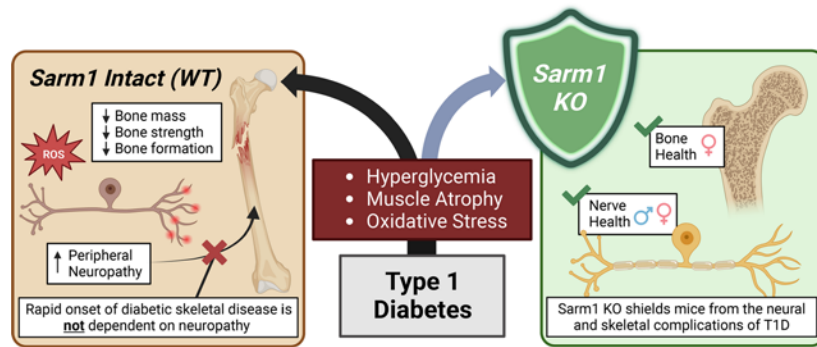 Sarm1 Intact (WT)
↓ Bone mass
↓ Bone strength
↓ Bone formation
ROS
↑ Peripheral
Neuropathy
Rapid onset of diabetic skeletal disease is
not dependent on neuropathy
• Hyperglycemia
• Muscle Atrophy
• Oxidative Stress
Type 1
Diabetes
Sarm1
KO
Bone
Health ♀
Nerve
Health ♂♀
Sarm1 KO shields mice from the neural
and skeletal complications of T1D